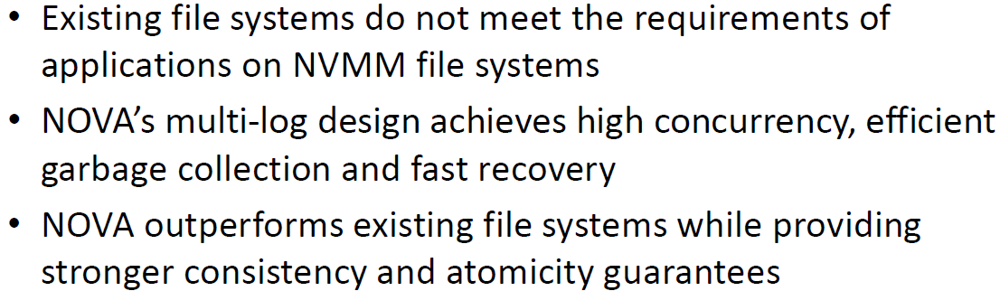 • Existing file systems do not meet the requirements of
applications on NVMM file systems
• NOVA’s multi-log design achieves high concurrency, efficient
garbage collection and fast recovery
• NOVA outperforms existing file systems while providing
stronger consistency and atomicity guarantees